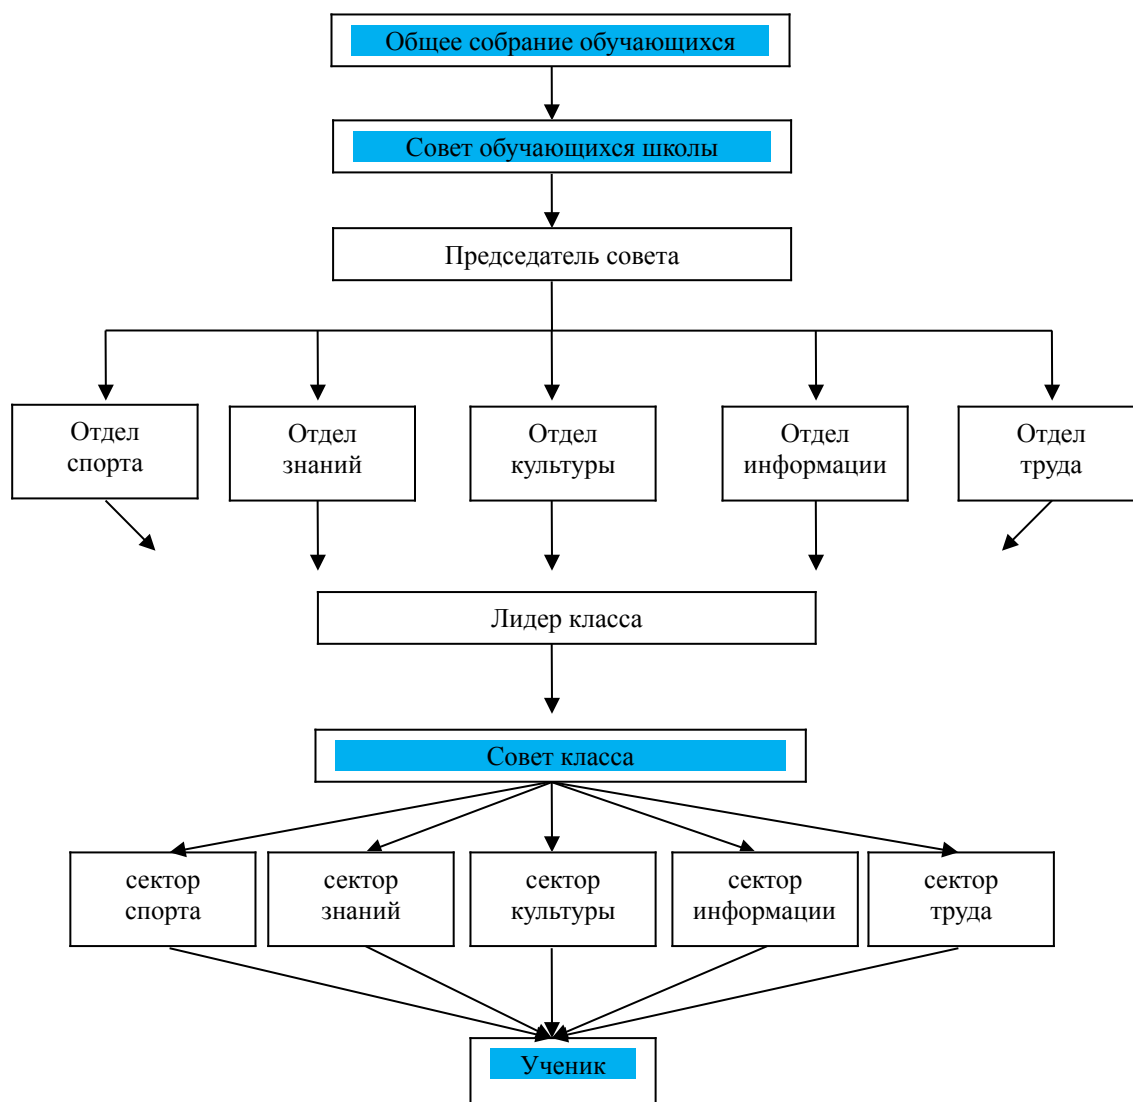 Общее собрание обучающихся
Совет обучающихся школы
Председатель совета
Отдел
спорта
Отдел
знаний
Отдел
культуры
Отдел
информации
Отдел
труда
Лидер класса
Совет класса
сектор
спорта
сектор
знаний
сектор
культуры
сектор
информации
сектор
труда
Ученик